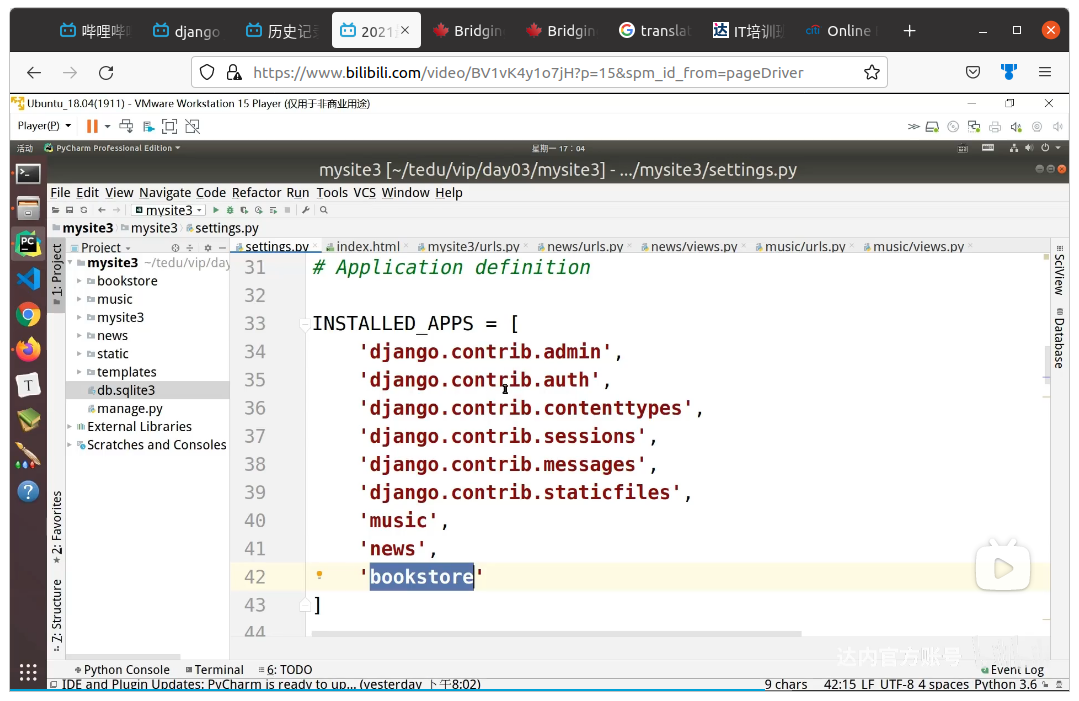 哔哩哔 django 历史记 2021 Bridgin Bridgin translat IT培训 Online
https://www.bilibili.com/video/BV1vK4y1o7jH?p=15&spm_id_from=pageDriver
Ubuntu_18.04(1911) - VMware Workstation 15 Player (仅用于非商业用途)
Player(P)
活动 PyCharm Professional Edition 星期一 17：04
mysite3 [~/tedu/vip/day03/mysite3] - .../mysite3/settings.py
File Edit View Navigate Code Refactor Run Tools VCS Window Help
mysite3
mysite3 mysite3 settings.py
Project settings.py index.html mysite3/urls.py news/urls.py news/views.py music/urls.py music/views.py
1: Project
2: Favorites
Z: Structure
mysite3 ~/tedu/vip/day
bookstore
music
mysite3
news
static
templates
db.sqlite3
manage.py
External Libraries
Scratches and Consoles
31 # Application definition
32
33 INSTALLED_APPS = [
34 'django.contrib.admin',
35 'django.contrib.auth',
36 'django.contrib.contenttypes',
37 'django.contrib.sessions',
38 'django.contrib.messages',
39 'django.contrib.staticfiles',
40 'music',
41 'news',
42 'bookstore'
43 ]
44
SciView
Database
达内官方账号
Python Console Terminal 6: TODO Event Log
IDE and Plugin Updates: PyCharm is ready to up... (yesterday 下午8:02) 9 chars 42:15 LF UTF-8 4 spaces Python 3.6